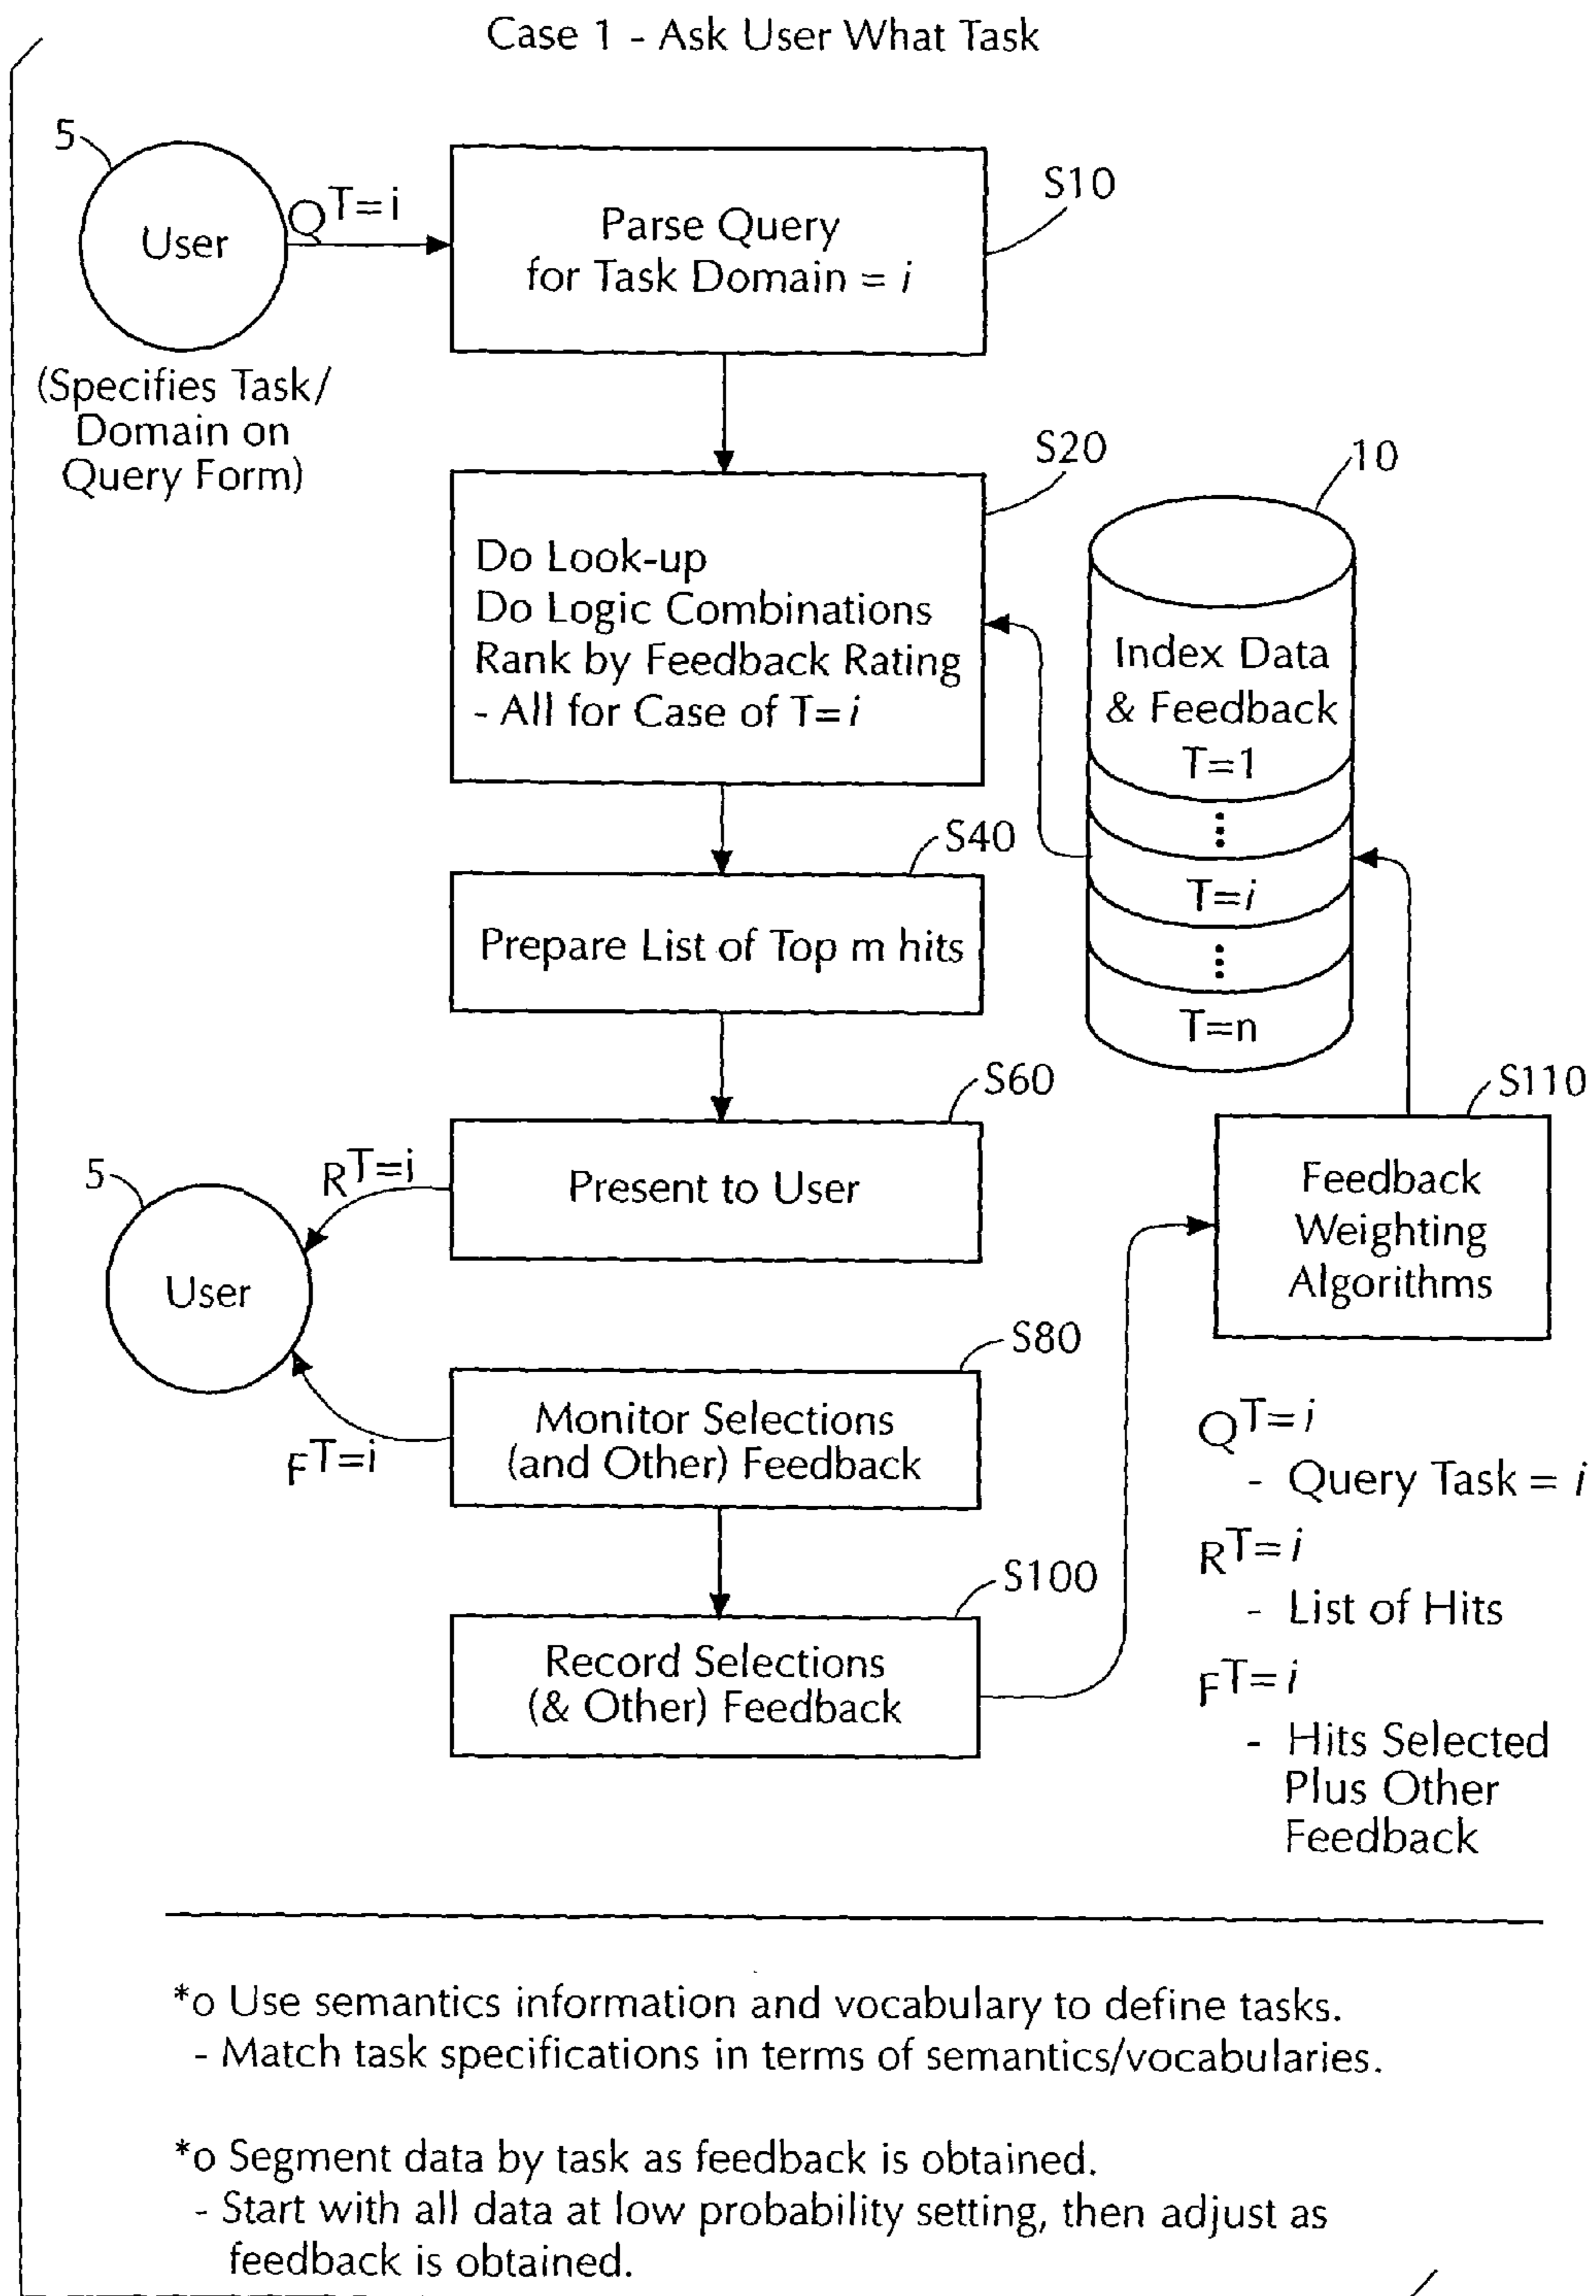 Case 1 - Ask User What Task
5
User
Q T=i
(Specifies Task/
Domain on
Query Form)
S10
Parse Query
for Task Domain = i
S20
Do Look-up
Do Logic Combinations
Rank by Feedback Rating
- All for Case of T=i
10
Index Data
& Feedback
T=1
⋮
T=i
⋮
T=n
S40
Prepare List of Top m hits
S60
Present to User
5
User
R T=i
F T=i
S80
Monitor Selections
(and Other) Feedback
S100
Record Selections
(& Other) Feedback
S110
Feedback
Weighting
Algorithms
Q T=i
- Query Task = i
R T=i
- List of Hits
F T=i
- Hits Selected
Plus Other
Feedback
*o Use semantics information and vocabulary to define tasks.
- Match task specifications in terms of semantics/vocabularies.
*o Segment data by task as feedback is obtained.
- Start with all data at low probability setting, then adjust as
feedback is obtained.